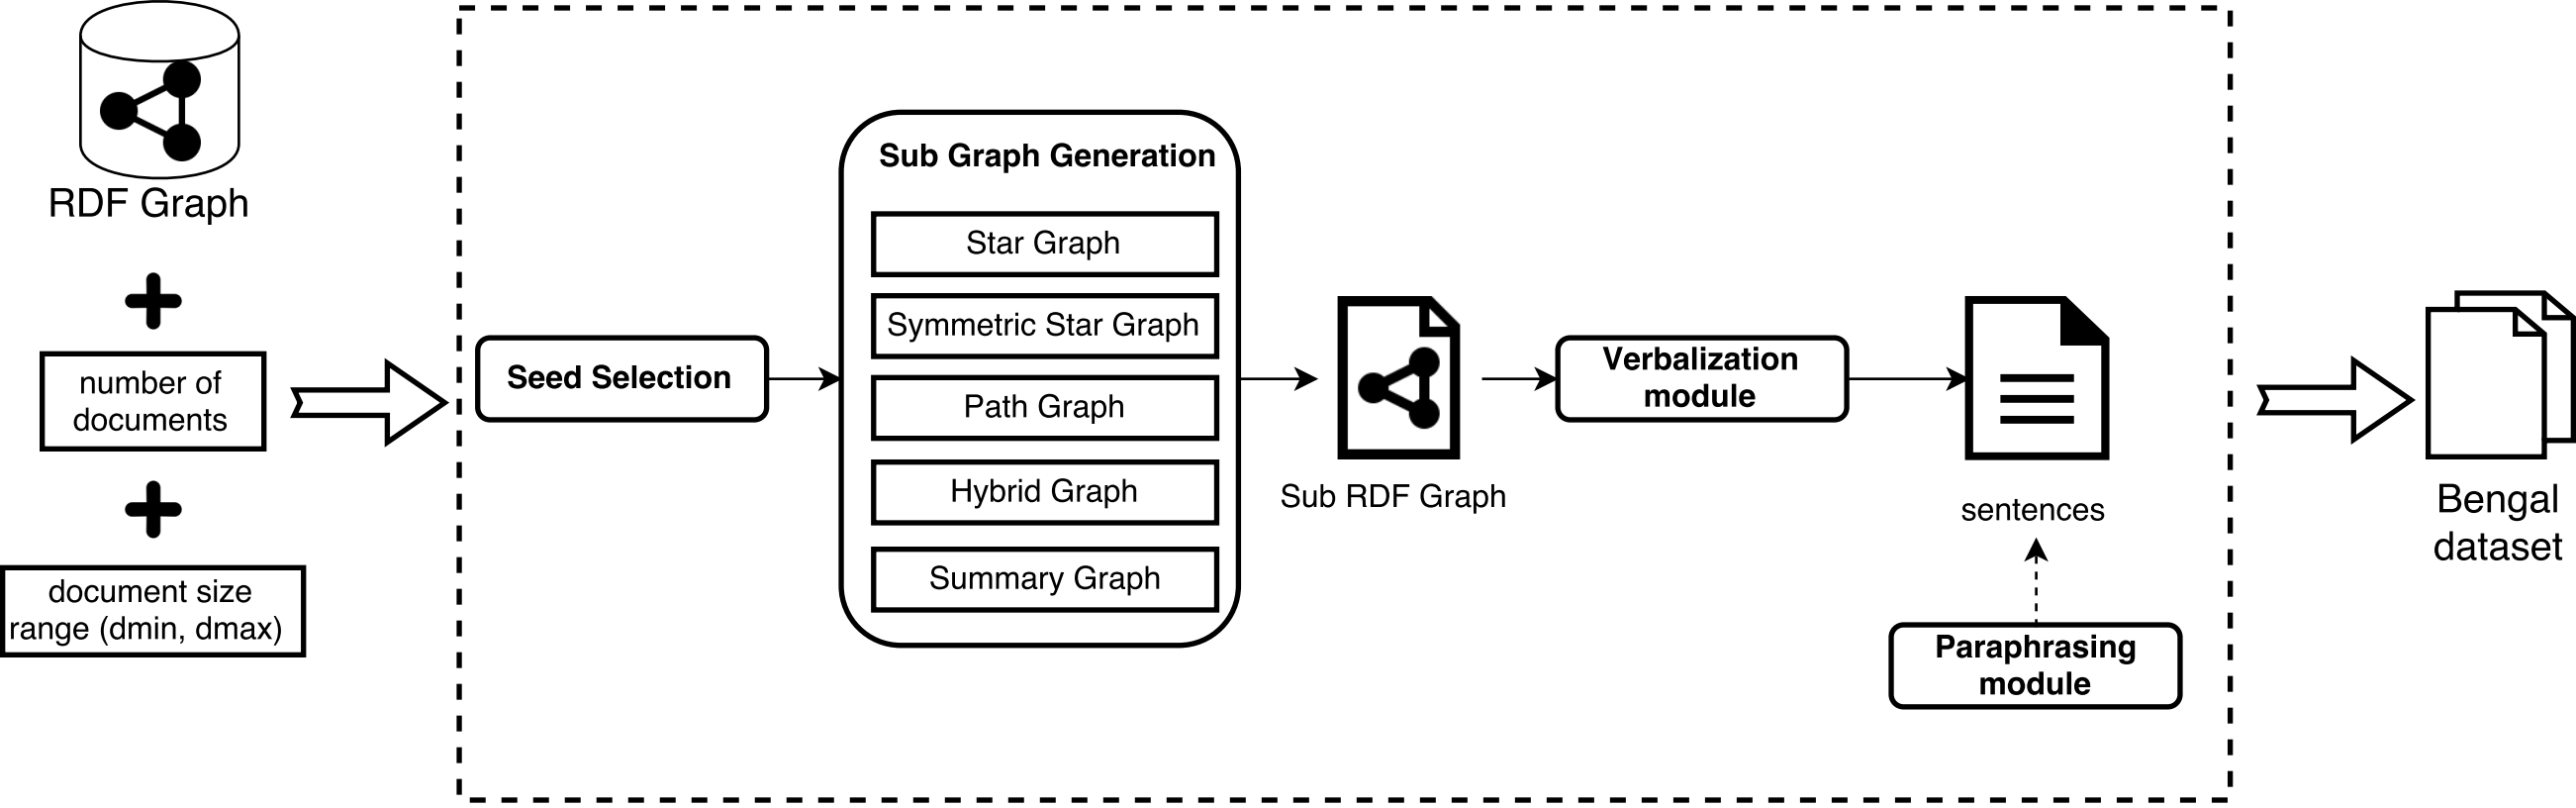 RDF Graph
number of
documents
document size
range (dmin, dmax)
Seed Selection
Sub Graph Generation
Star Graph
Symmetric Star Graph
Path Graph
Hybrid Graph
Summary Graph
Sub RDF Graph
Verbalization
module
sentences
Paraphrasing
module
Bengal
dataset